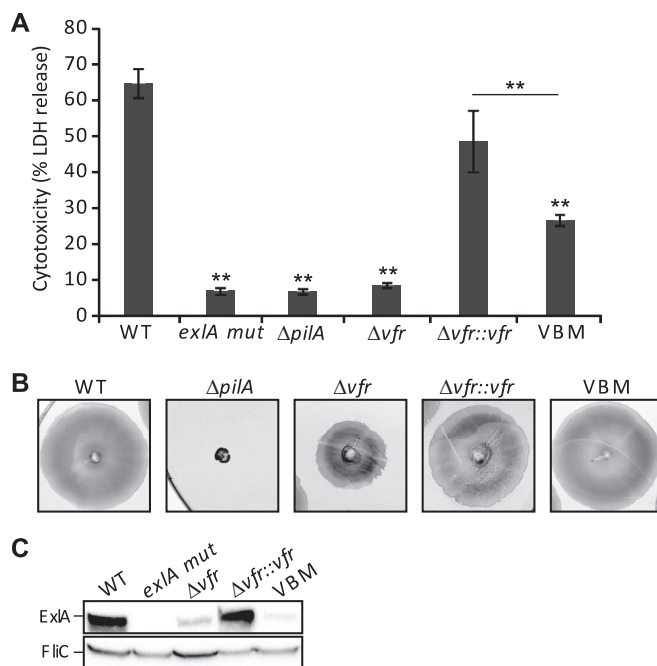 A
Cytotoxicity (% LDH release)
80
70
60
50
40
30
20
10
0
** ** ** ** **
WT exlA mut ΔpilA Δvfr Δvfr::vfr VBM
B
WT ΔpilA Δvfr Δvfr::vfr VBM
C
WT exlA mut Δvfr Δvfr::vfr VBM
ExlA
FliC